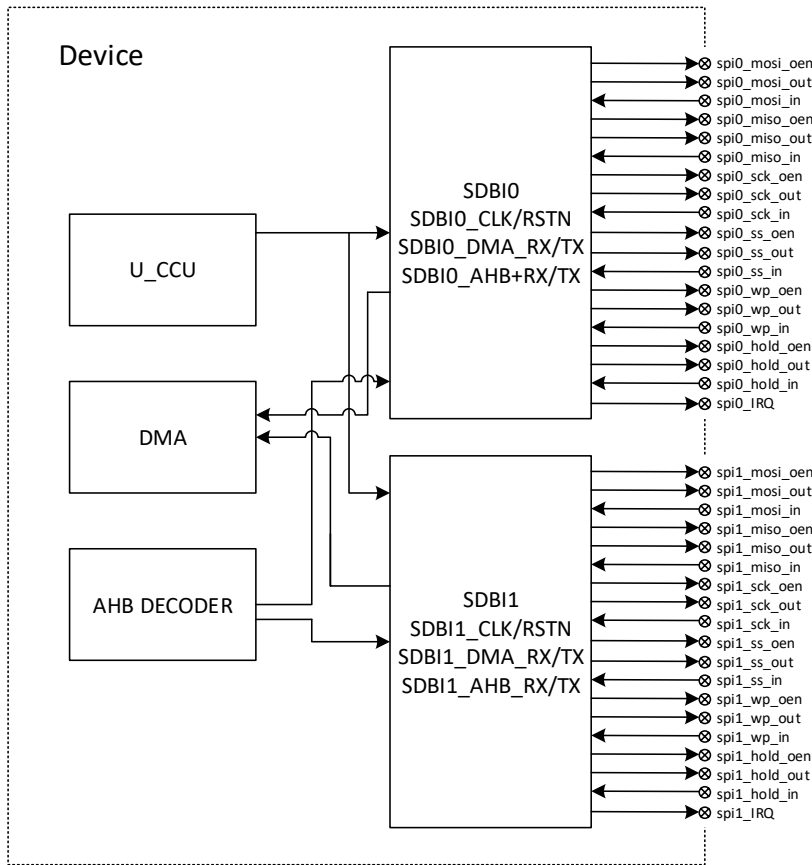 Device
U_CCU
DMA
AHB DECODER
SDBI0
SDBI0_CLK/RSTN
SDBI0_DMA_RX/TX
SDBI0_AHB+RX/TX
spi0_mosi_oen
spi0_mosi_out
spi0_mosi_in
spi0_miso_oen
spi0_miso_out
spi0_miso_in
spi0_sck_oen
spi0_sck_out
spi0_sck_in
spi0_ss_oen
spi0_ss_out
spi0_ss_in
spi0_wp_oen
spi0_wp_out
spi0_wp_in
spi0_hold_oen
spi0_hold_out
spi0_hold_in
spi0_IRQ
SDBI1
SDBI1_CLK/RSTN
SDBI1_DMA_RX/TX
SDBI1_AHB_RX/TX
spi1_mosi_oen
spi1_mosi_out
spi1_mosi_in
spi1_miso_oen
spi1_miso_out
spi1_miso_in
spi1_sck_oen
spi1_sck_out
spi1_sck_in
spi1_ss_oen
spi1_ss_out
spi1_ss_in
spi1_wp_oen
spi1_wp_out
spi1_wp_in
spi1_hold_oen
spi1_hold_out
spi1_hold_in
spi1_IRQ